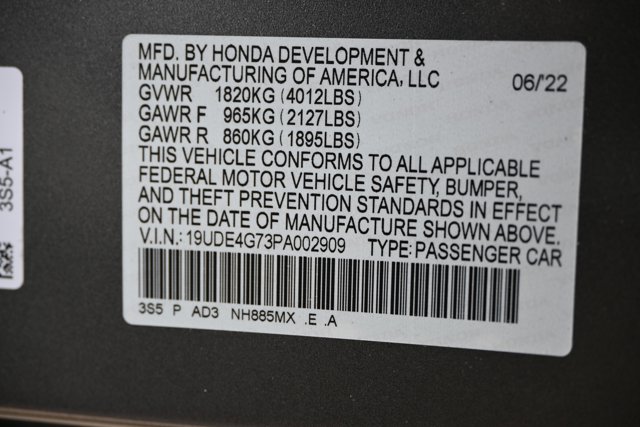 MFD. BY HONDA DEVELOPMENT &
MANUFACTURING OF AMERICA, LLC 06/'22
GVWR 1820KG (4012LBS)
GAWR F 965KG (2127LBS)
GAWR R 860KG (1895LBS)
THIS VEHICLE CONFORMS TO ALL APPLICABLE
FEDERAL MOTOR VEHICLE SAFETY, BUMPER,
AND THEFT PREVENTION STANDARDS IN EFFECT
ON THE DATE OF MANUFACTURE SHOWN ABOVE.
V.I.N.: 19UDE4G73PA002909 TYPE: PASSENGER CAR
3S5 P AD3 NH885MX .E .A
3S5-A1